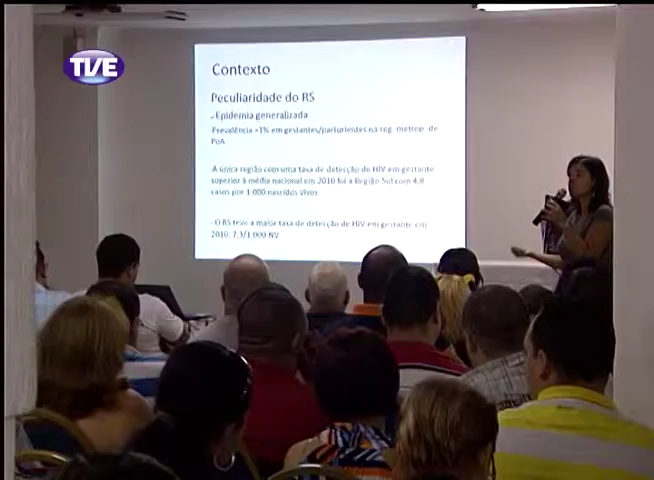 TVE
Contexto
Peculiaridade do RS
- Epidemia generalizada
Prevalência >1% em gestantes/parturientes na reg. metrop. de
PoA
A única região com uma taxa de detecção de HIV em gestante
superior à média nacional em 2010 foi a Região Sul com 4,8
casos por 1 000 nascidos vivos
- O RS teve a maior taxa de detecção de HIV em gestante em
2010, 7,3/1 000 NV